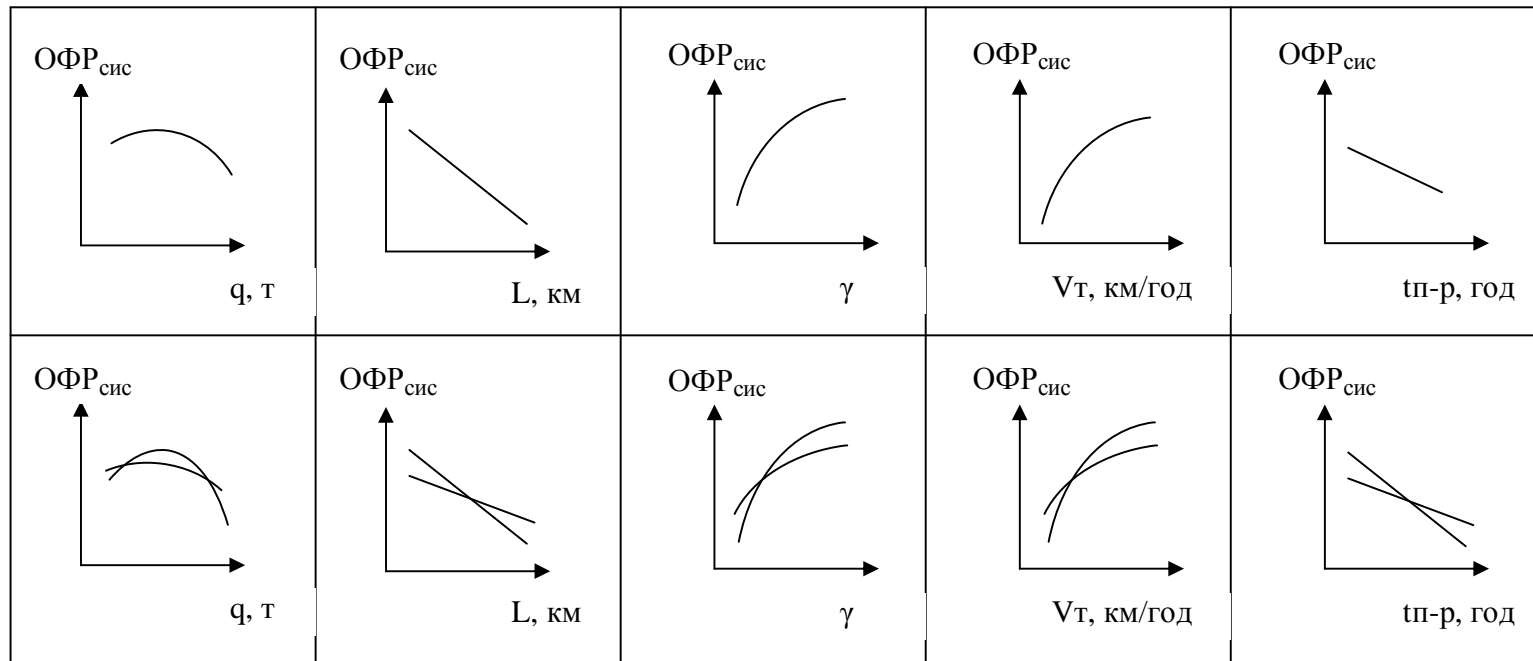 ОФРсис
ОФРсис
ОФРсис
ОФРсис
ОФРсис
q, т
L, км
γ
Vт, км/год
tп-р, год
ОФРсис
ОФРсис
ОФРсис
ОФРсис
ОФРсис
q, т
L, км
γ
Vт, км/год
tп-р, год